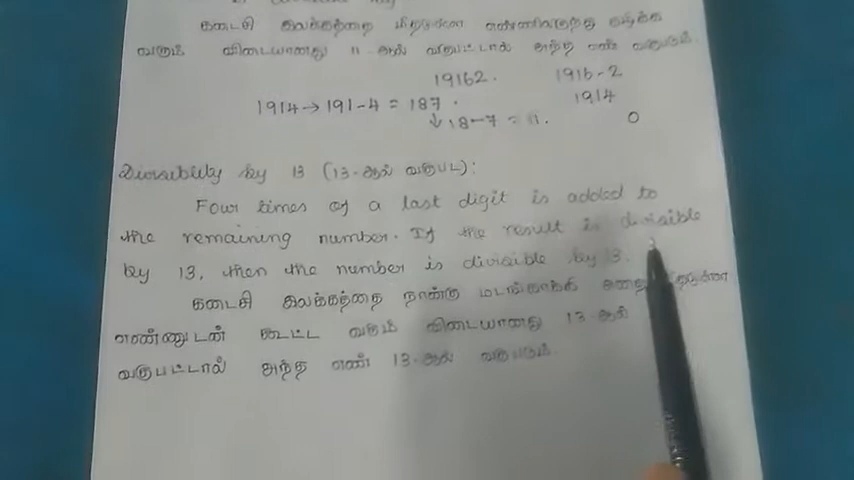 கடைசி இலக்கத்தை மீதமுள்ள எண்ணிலிருந்து கழிக்க
வரும் விடையானது 11 ஆல் வகுபட்டால் அந்த எண் வகுபடும்.
19162. 1916-2
1914→191-4 = 187. 1914
↓18-7 = 11. 0
Divisibility by 13 (13-ஆல் வகுபட):
Four times of a last digit is added to
the remaining number. If the result is divisible
by 13, then the number is divisible by 13.
கடைசி இலக்கத்தை நான்கு மடங்காக்கி அதை
எண்ணுடன் கூட்ட வரும் விடையானது 13-ஆல்
வகுபட்டால் அந்த எண் 13-ஆல் வகுபடும்.